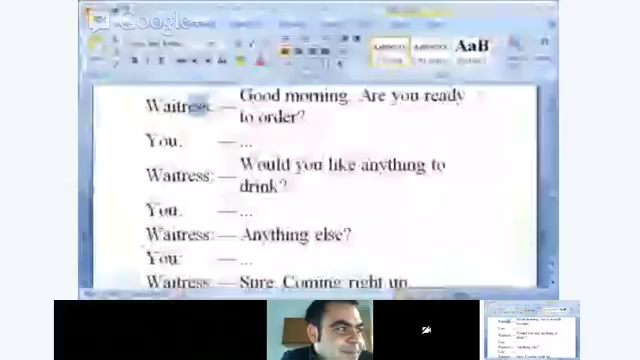 Google+
AaB
Waitress: — Good morning. Are you ready
to order?
You: — ...
Waitress: — Would you like anything to
drink?
You: — ...
Waitress: — Anything else?
You: — ...
Waitress: — Sure. Coming right up.